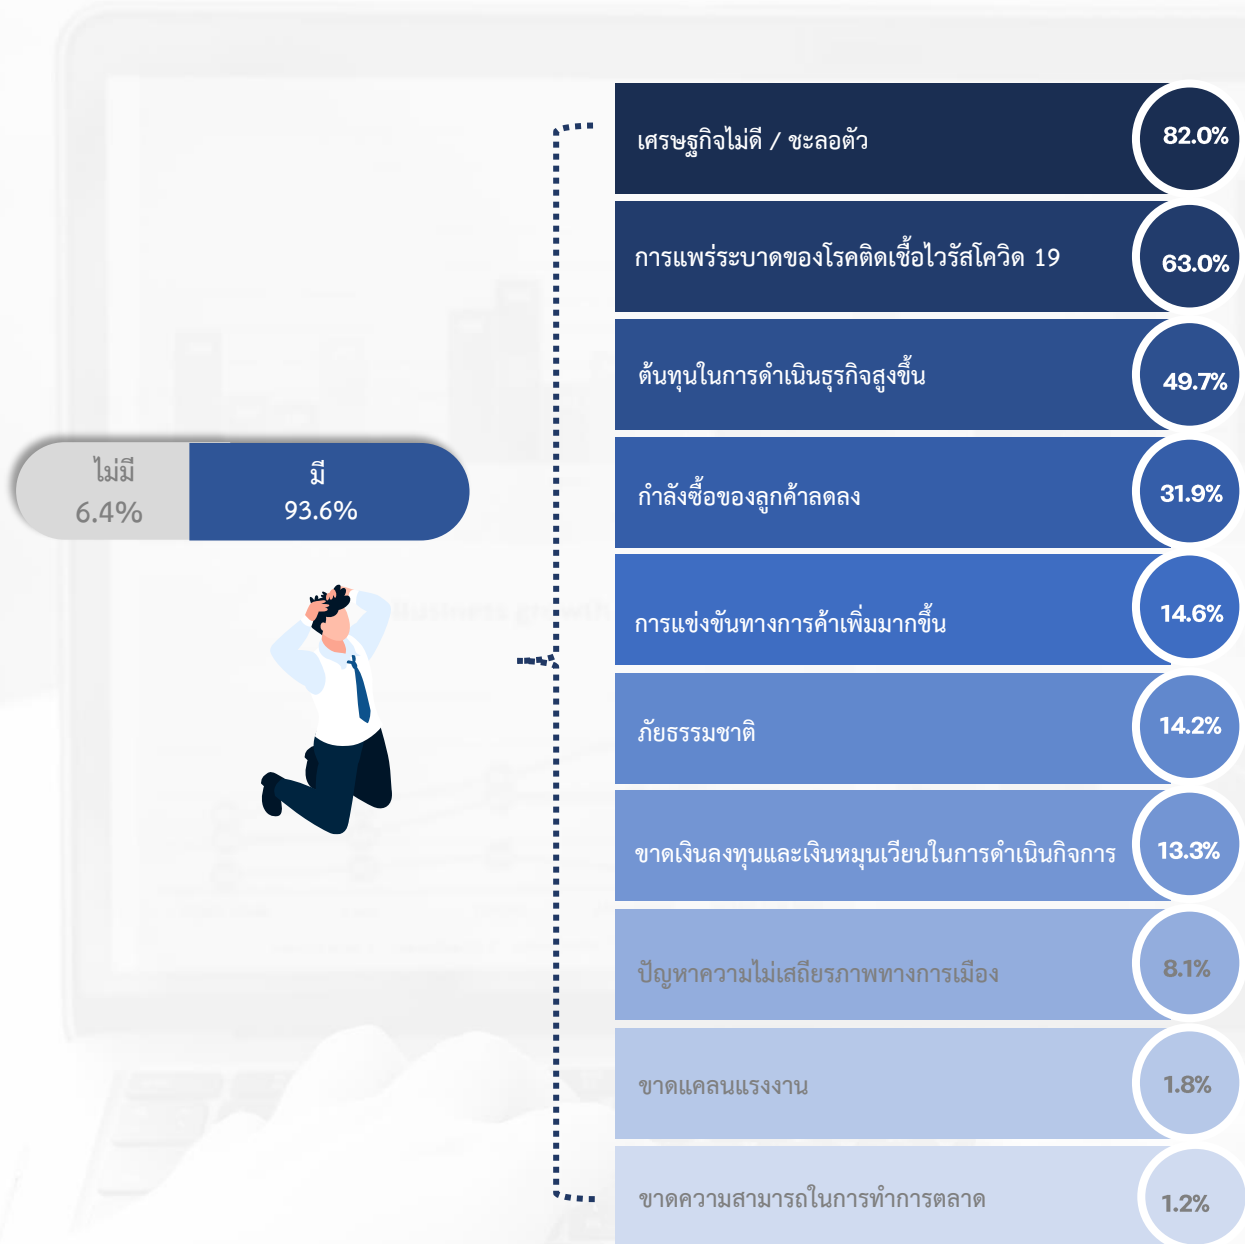 เศรษฐกิจไม่ดี / ชะลอตัว 82.0%
การแพร่ระบาดของโรคติดเชื้อไวรัสโควิด 19 63.0%
ต้นทุนในการดำเนินธุรกิจสูงขึ้น 49.7%
ไม่มี มี
6.4% 93.6%
กำลังซื้อของลูกค้าลดลง 31.9%
การแข่งขันทางการค้าเพิ่มมากขึ้น 14.6%
Business growth
ภัยธรรมชาติ 14.2%
ขาดเงินลงทุนและเงินหมุนเวียนในการดำเนินกิจการ 13.3%
ปัญหาความไม่เสถียรภาพทางการเมือง 8.1%
ขาดแคลนแรงงาน 1.8%
ขาดความสามารถในการทำการตลาด 1.2%